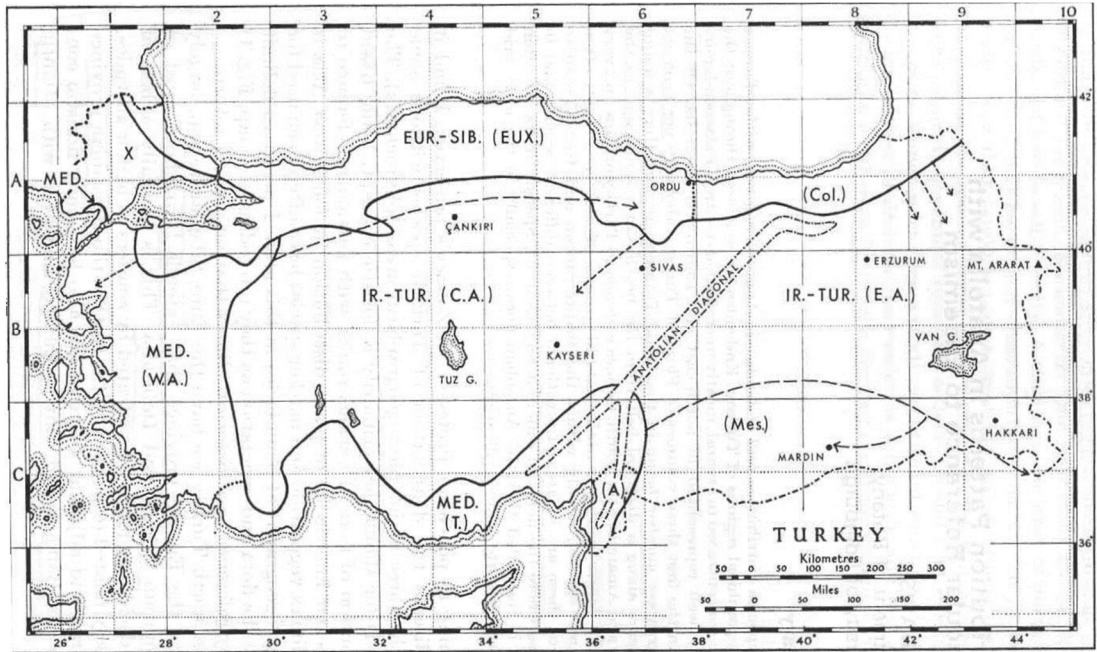 1 2 3 4 5 6 7 8 9 10
42°
EUR.-SIB. (EUX.)
X
MED.
A
ORDU
(Col.)
ÇANKIRI
40°
SIVAS
ERZURUM
MT. ARARAT
IR.-TUR. (C.A.)
ANATOLIAN DIAGONAL
IR.-TUR. (E.A.)
B
MED.
(W.A.)
KAYSERI
TUZ G.
VAN G.
38°
(Mes.)
HAKKARI
MARDIN
C
MED.
(T.)
(A)
TURKEY
36°
Kilometres
50 0 50 100 150 200 250 300
Miles
50 0 50 100 150 200
26° 28° 30° 32° 34° 36° 38° 40° 42° 44°